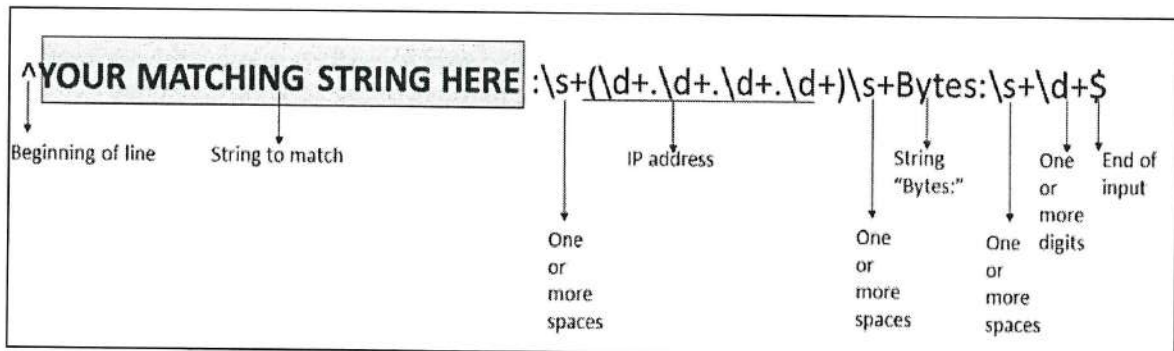 ^YOUR MATCHING STRING HERE :\s+(\d+.\d+.\d+.\d+)\s+Bytes:\s+\d+$
Beginning of line
String to match
IP address
String
"Bytes:"
One
or
more
digits
End of
input
One
or
more
spaces
One
or
more
spaces
One
or
more
spaces